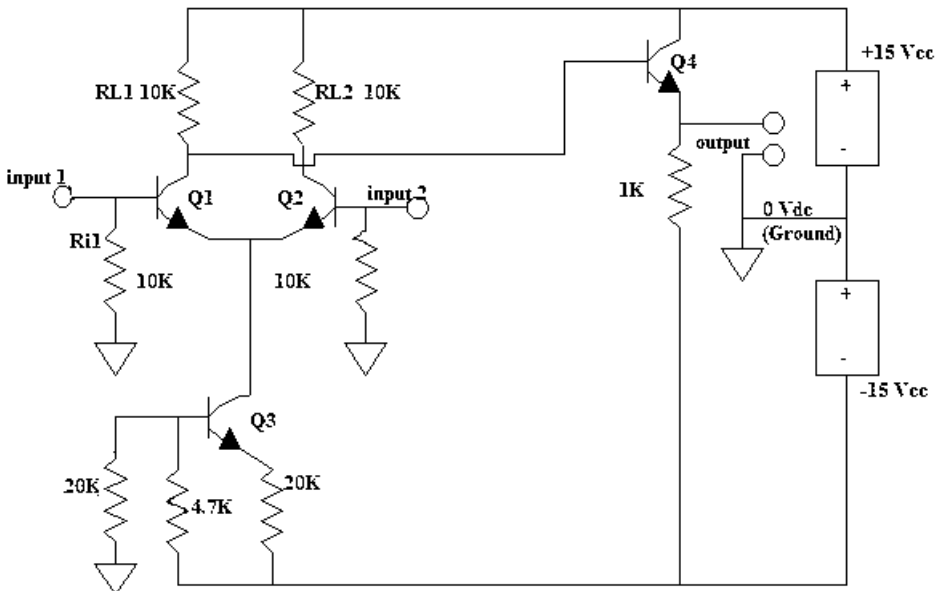 +15 Vcc
Q4
RL1 10K
RL2 10K
+
-
output
input 1
Q1
Q2
input 2
1K
0 Vdc
(Ground)
Ri1
10K
10K
+
-
-15 Vcc
Q3
20K
4.7K
20K